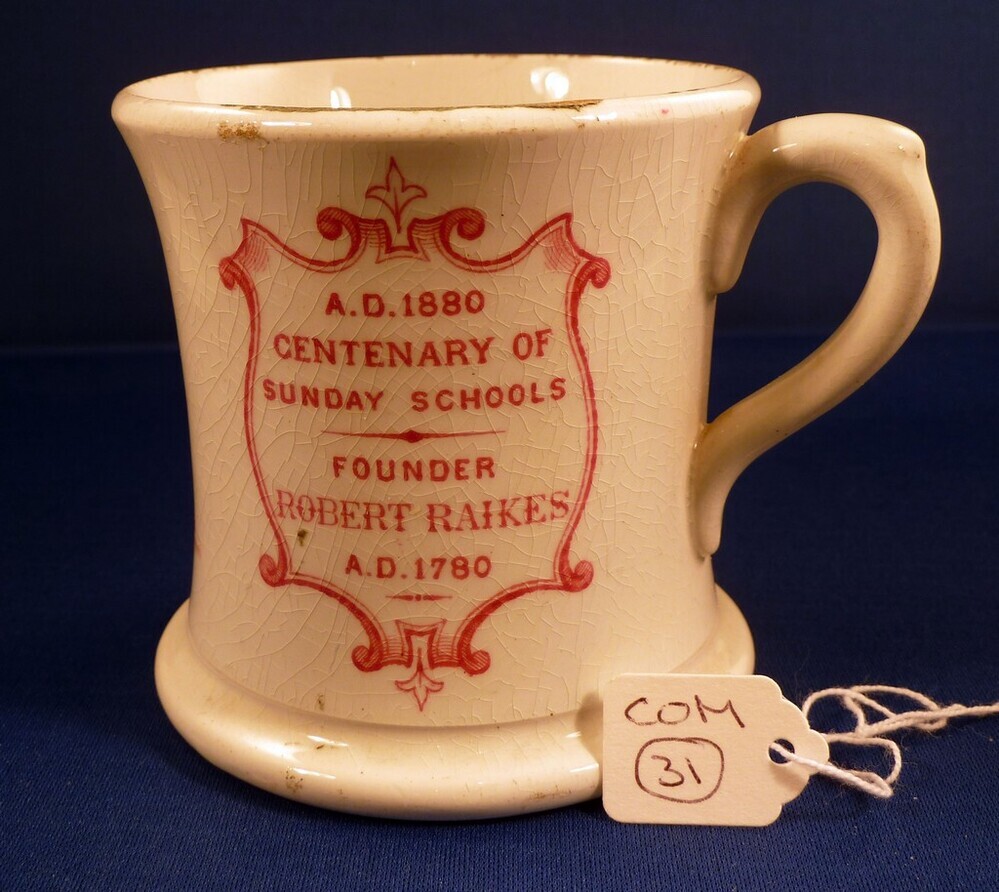 A.D.1880
CENTENARY OF
SUNDAY SCHOOLS
FOUNDER
ROBERT RAIKES
A.D.1780
COM
31